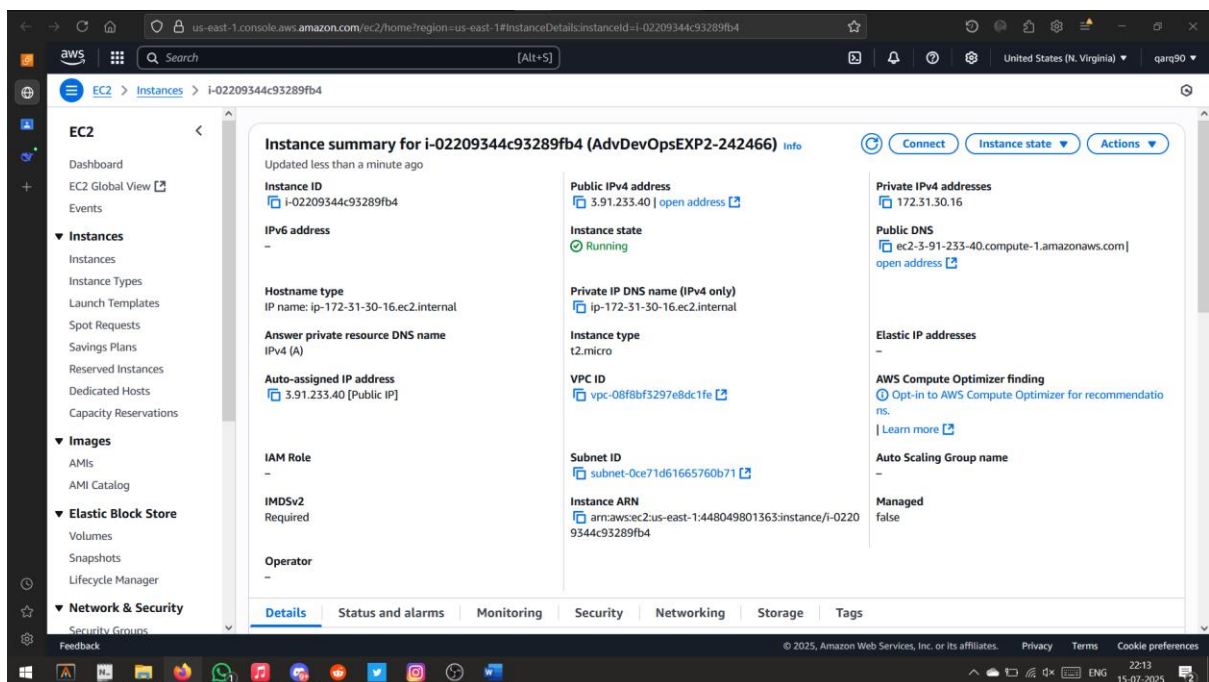 us-east-1.console.aws.amazon.com/ec2/home?region=us-east-1#InstanceDetails:instanceId=i-02209344c93289fb4
aws
Search
[Alt+S]
United States (N. Virginia)
qarq90
EC2 > Instances > i-02209344c93289fb4
EC2
Dashboard
EC2 Global View
Events
Instances
Instances
Instance Types
Launch Templates
Spot Requests
Savings Plans
Reserved Instances
Dedicated Hosts
Capacity Reservations
Images
AMIs
AMI Catalog
Elastic Block Store
Volumes
Snapshots
Lifecycle Manager
Network & Security
Security Groups
Instance summary for i-02209344c93289fb4 (AdvDevOpsEXP2-242466) Info
Connect
Instance state
Actions
Updated less than a minute ago
Instance ID
i-02209344c93289fb4
Public IPv4 address
3.91.233.40 | open address
Private IPv4 addresses
172.31.30.16
IPv6 address
–
Instance state
Running
Public DNS
ec2-3-91-233-40.compute-1.amazonaws.com |
open address
Hostname type
IP name: ip-172-31-30-16.ec2.internal
Private IP DNS name (IPv4 only)
ip-172-31-30-16.ec2.internal
Answer private resource DNS name
IPv4 (A)
Instance type
t2.micro
Elastic IP addresses
–
Auto-assigned IP address
3.91.233.40 [Public IP]
VPC ID
vpc-08f8bf3297e8dc1fe
AWS Compute Optimizer finding
Opt-in to AWS Compute Optimizer for recommendatio
ns.
| Learn more
IAM Role
–
Subnet ID
subnet-0ce71d61665760b71
Auto Scaling Group name
–
IMDSv2
Required
Instance ARN
arn:aws:ec2:us-east-1:448049801363:instance/i-0220
9344c93289fb4
Managed
false
Operator
–
Details
Status and alarms
Monitoring
Security
Networking
Storage
Tags
Feedback
© 2025, Amazon Web Services, Inc. or its affiliates.
Privacy
Terms
Cookie preferences
ENG
22:13
15-07-2025